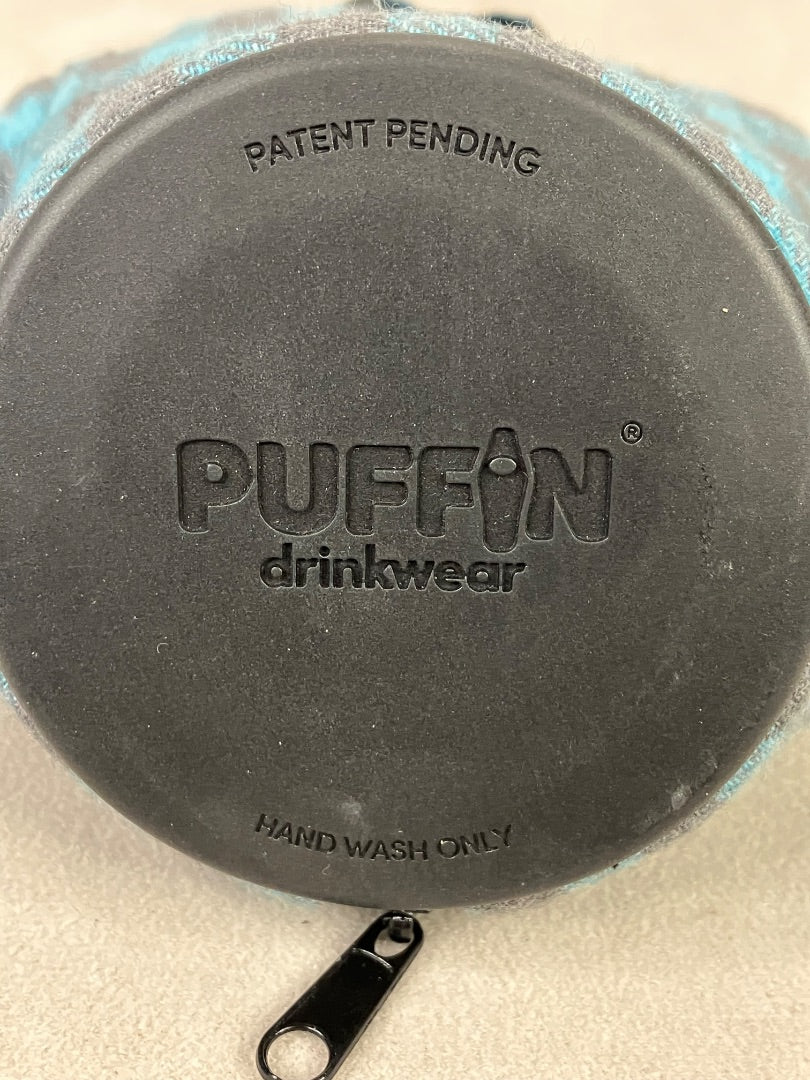 PATENT PENDING
PUFFIN®
drinkwear
HAND WASH ONLY